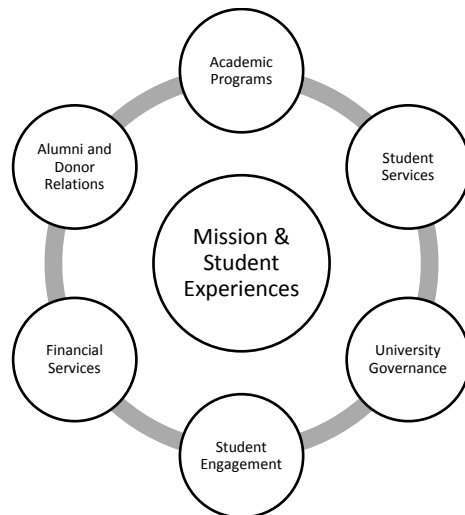 Academic
Programs
Alumni and
Donor
Relations
Student
Services
Mission &
Student
Experiences
Financial
Services
University
Governance
Student
Engagement